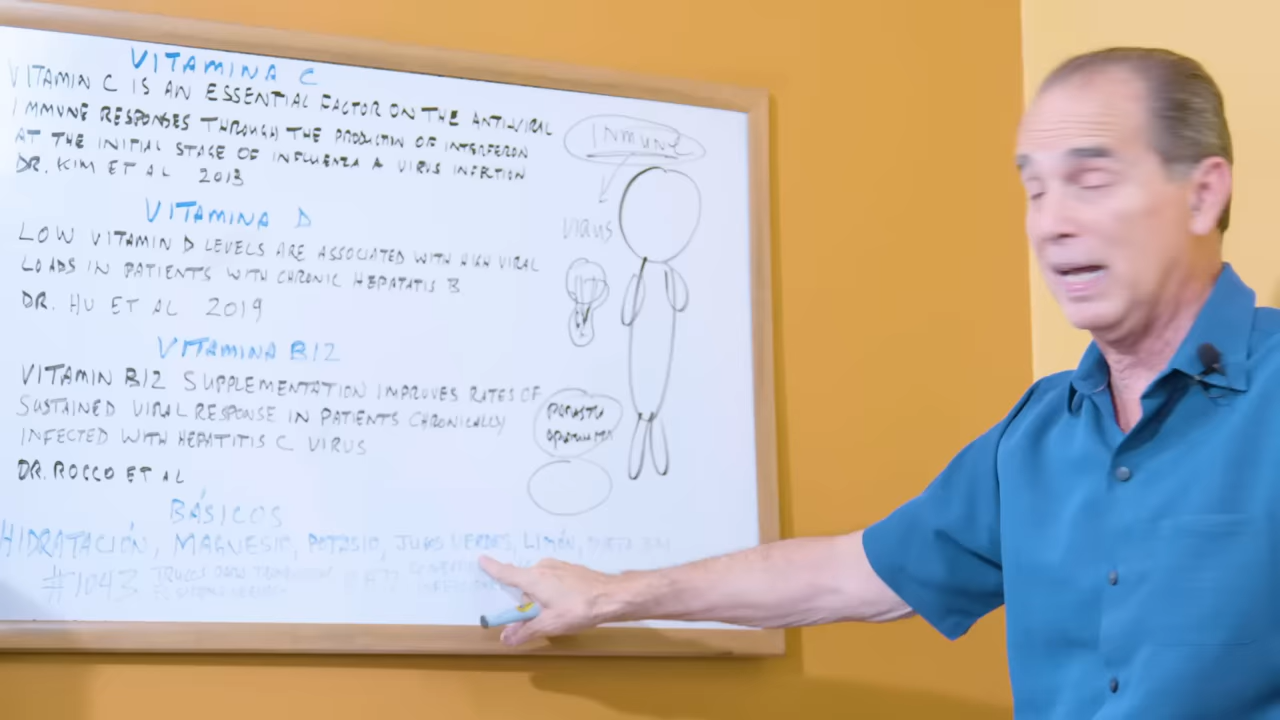 VITAMINA C
VITAMIN C IS AN ESSENTIAL FACTOR ON THE ANTIVIRAL
IMMUNE RESPONSES THROUGH THE PRODUCTION OF INTERFERON
AT THE INITIAL STAGE OF INFLUENZA A VIRUS INFECTION
DR. KIM ET AL 2013
VITAMINA D
LOW VITAMIN D LEVELS ARE ASSOCIATED WITH HIGH VIRAL
LOADS IN PATIENTS WITH CHRONIC HEPATATIS B
DR. HU ET AL 2019
VITAMINA B12
VITAMIN B12 SUPPLEMENTATION IMPROVES RATES OF
SUSTAINED VIRAL RESPONSE IN PATIENTS CHRONICALLY
INFECTED WITH HEPATITIS C VIRUS
DR. ROCCO ET AL
BÁSICOS
HIDRATACIÓN, MAGNESIO, POTASIO, JUGOS VERDES, LIMÓN, DIETA
#1043
INMUNE
VIRUS